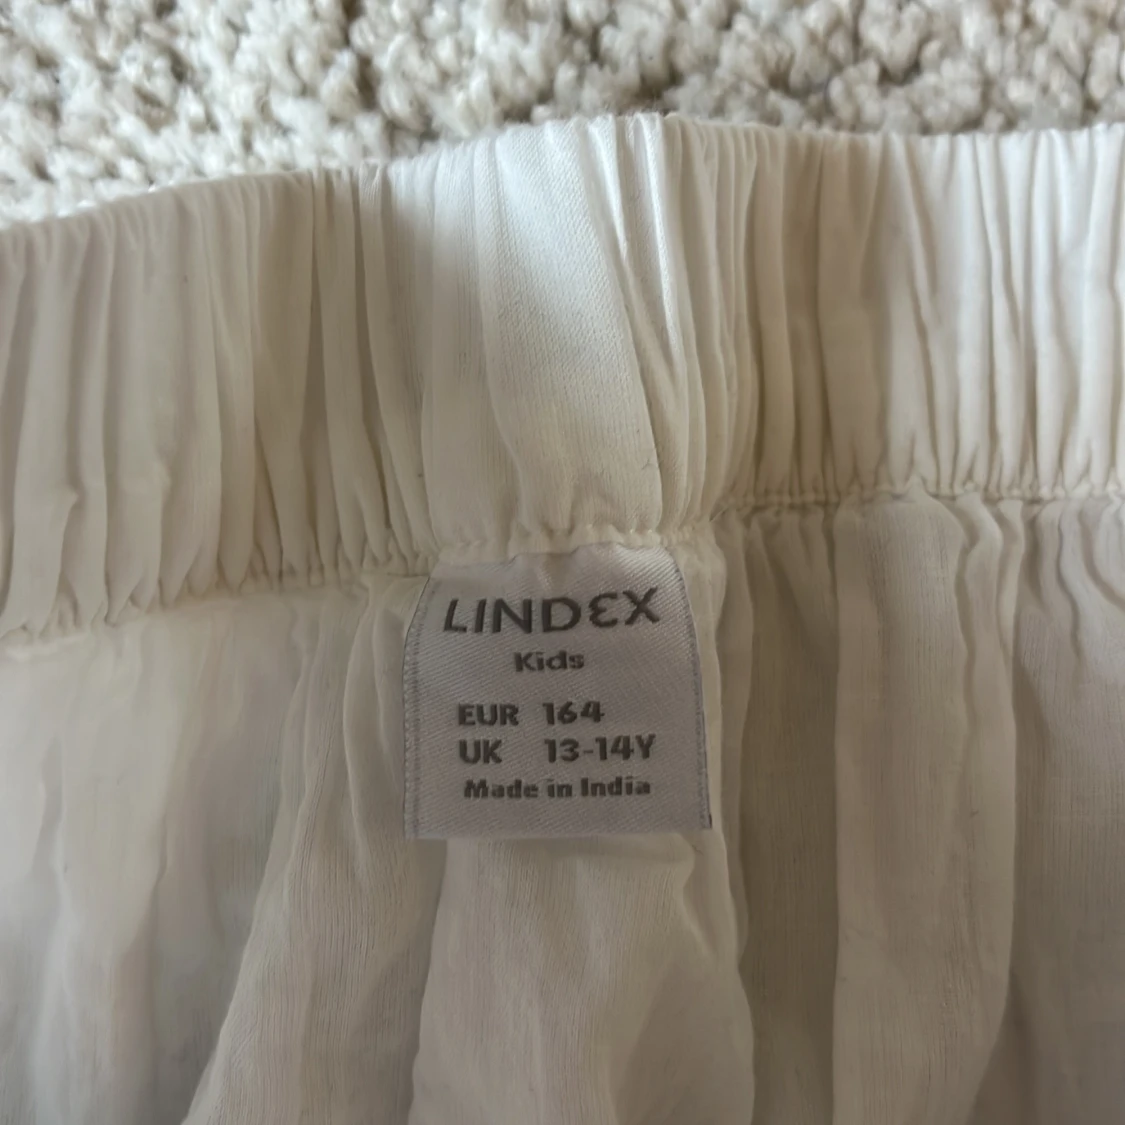 LINDEX
Kids
EUR 164
UK 13-14Y
Made in India